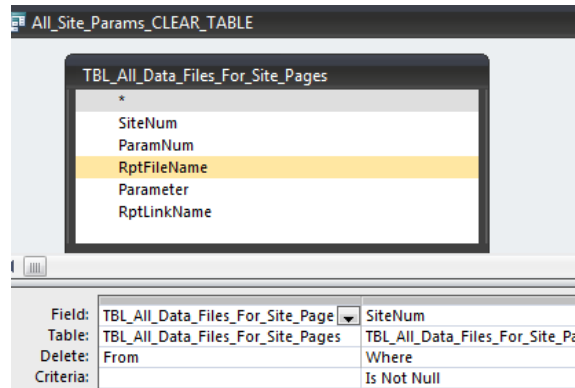 All_Site_Params_CLEAR_TABLE
TBL_All_Data_Files_For_Site_Pages
*
SiteNum
ParamNum
RptFileName
Parameter
RptLinkName
Field: TBL_All_Data_Files_For_Site_Page SiteNum
Table: TBL_All_Data_Files_For_Site_Pages TBL_All_Data_Files_For_Site_Pa
Delete: From Where
Criteria: Is Not Null